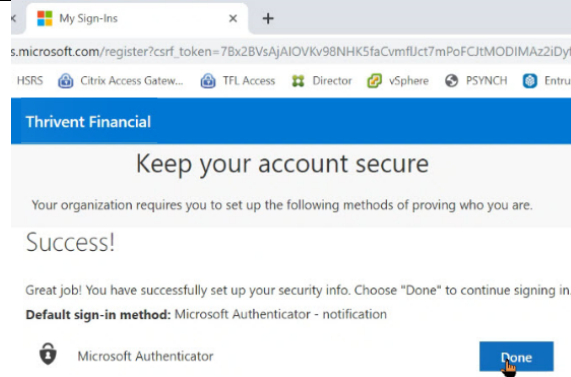 My Sign-Ins
s.microsoft.com/register?csrf_token=7Bx2BVsAjAIOVKv98NHK5faCvmfIJct7mPoFCJtMODIMAz2iDy
HSRS Citrix Access Gatew... TFL Access Director vSphere PSYNCH Entru
Thrivent Financial
Keep your account secure
Your organization requires you to set up the following methods of proving who you are.
Success!
Great job! You have successfully set up your security info. Choose "Done" to continue signing in.
Default sign-in method: Microsoft Authenticator - notification
Microsoft Authenticator
Done